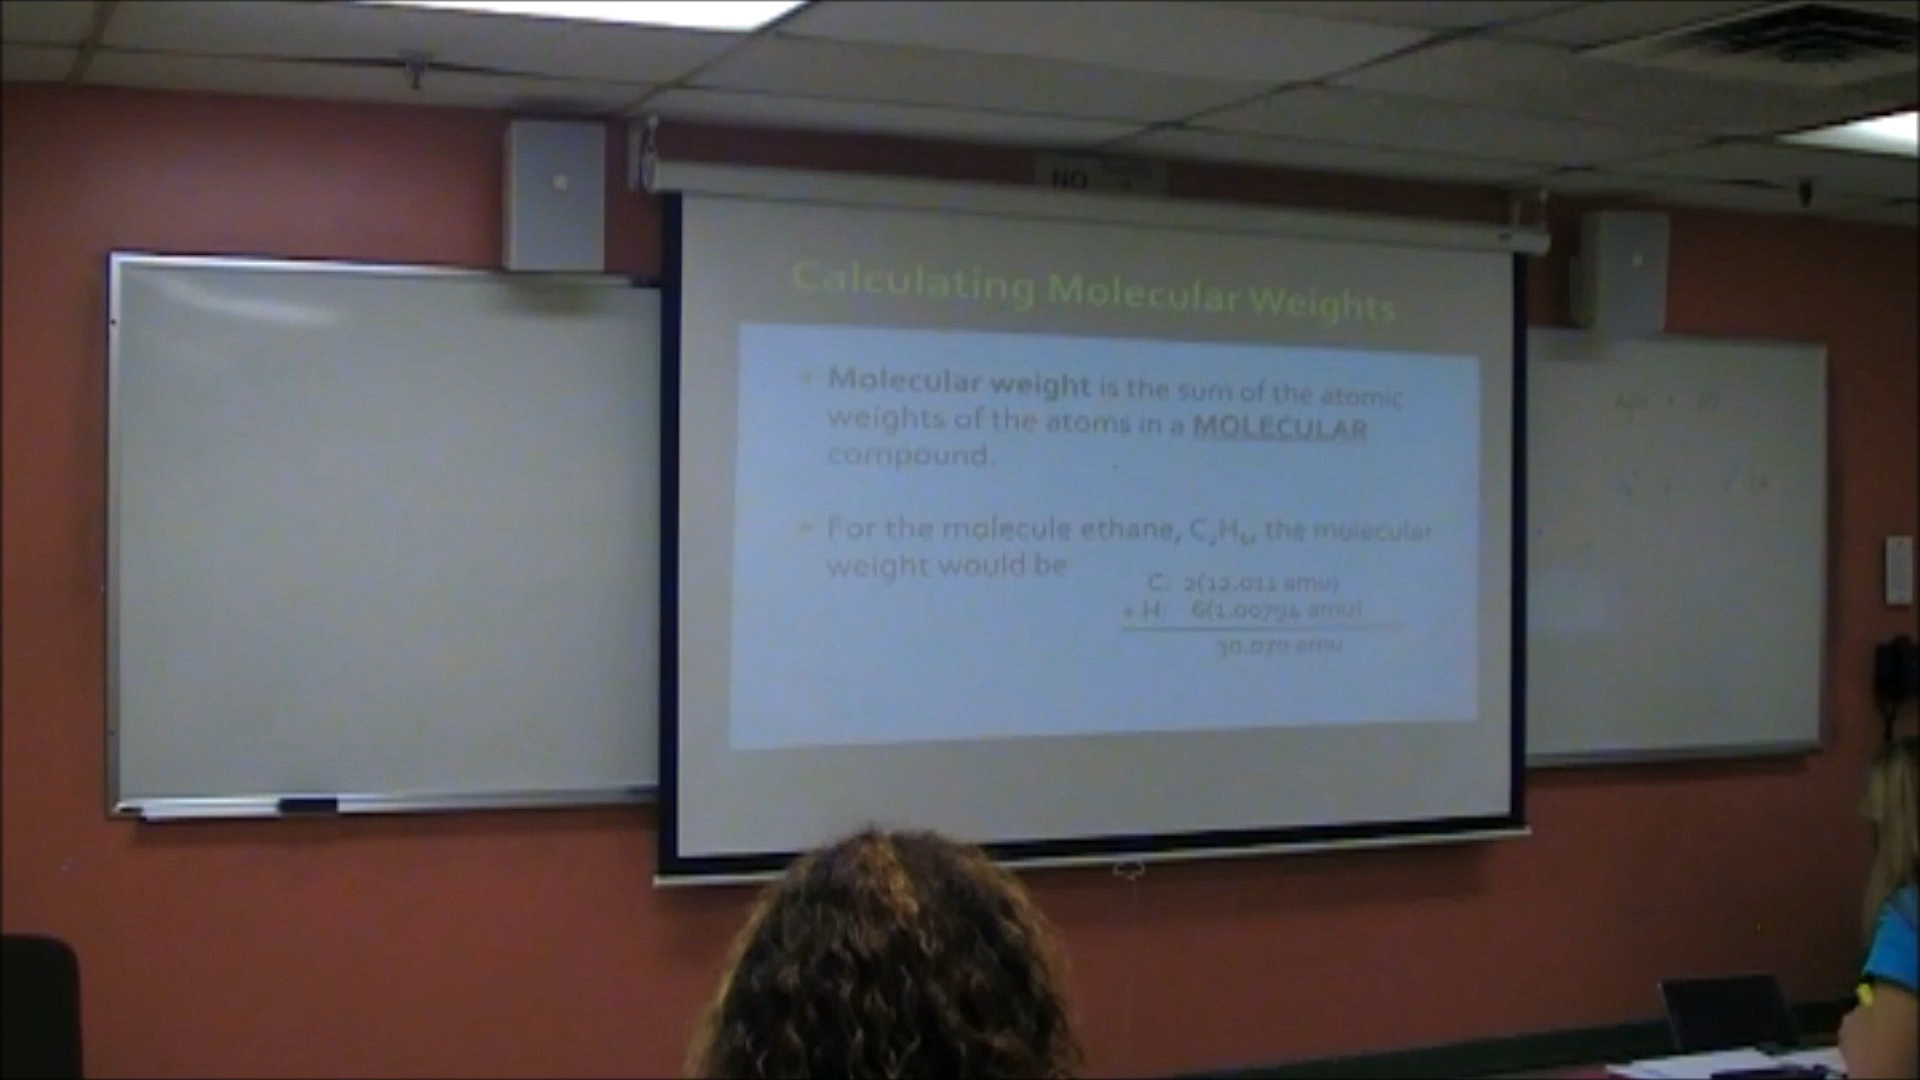 NO
Calculating Molecular Weights
Molecular weight is the sum of the atomic
weights of the atoms in a MOLECULAR
compound.
For the molecule ethane, C₂H₆, the molecular
weight would be
C: 2(12.011 amu)
+ H: 6(1.00794 amu)
30.070 amu